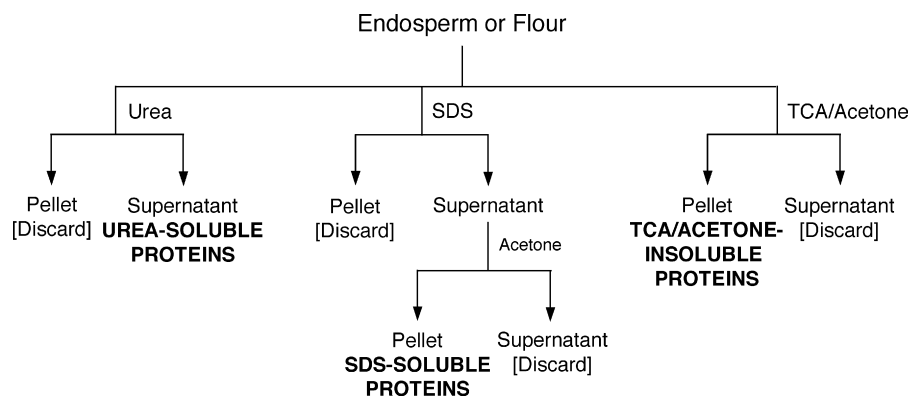 Endosperm or Flour
Urea
SDS
TCA/Acetone
Pellet
[Discard]
Supernatant
UREA-SOLUBLE
PROTEINS
Pellet
[Discard]
Supernatant
Pellet
TCA/ACETONE-
INSOLUBLE
PROTEINS
Supernatant
[Discard]
Acetone
Pellet
SDS-SOLUBLE
PROTEINS
Supernatant
[Discard]